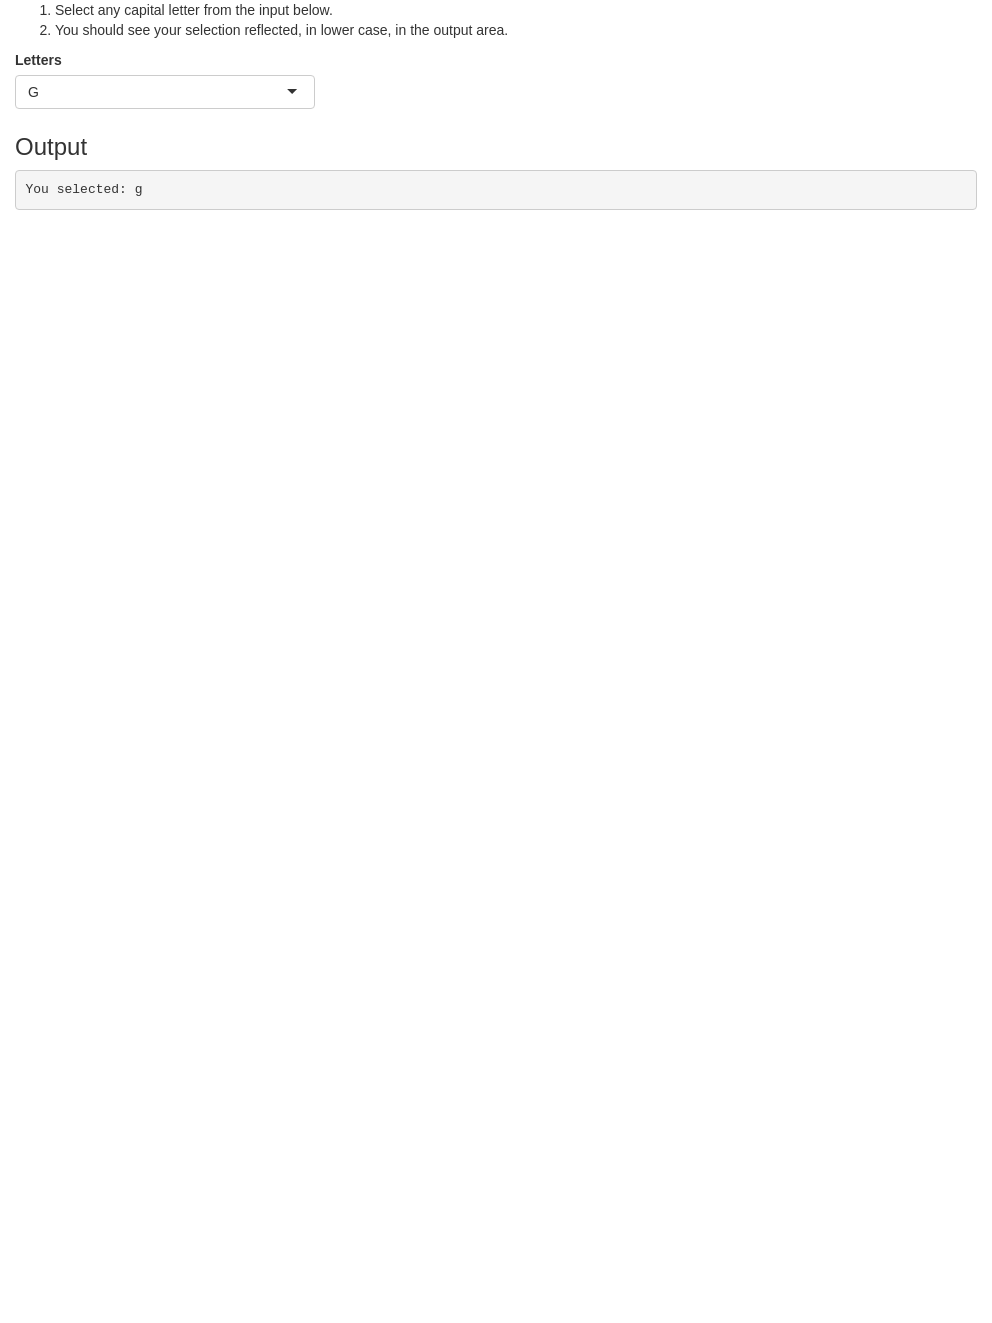 1. Select any capital letter from the input below.
2. You should see your selection reflected, in lower case, in the output area.
Letters
G
Output
You selected: g